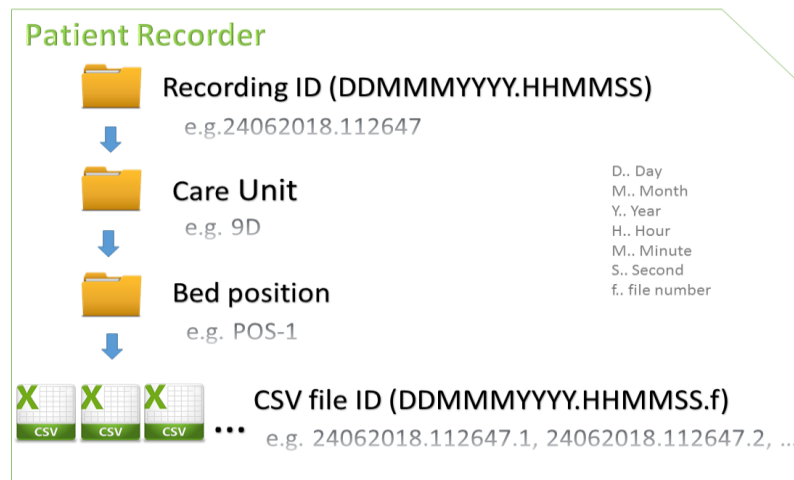 Patient Recorder
Recording ID (DDMMMYYYY.HHMMSS)
e.g.24062018.112647
Care Unit
e.g. 9D
D.. Day
M.. Month
Y.. Year
H.. Hour
M.. Minute
S.. Second
f.. file number
Bed position
e.g. POS-1
X X X
CSV CSV CSV
...
CSV file ID (DDMMMYYYY.HHMMSS.f)
e.g. 24062018.112647.1, 24062018.112647.2, ...